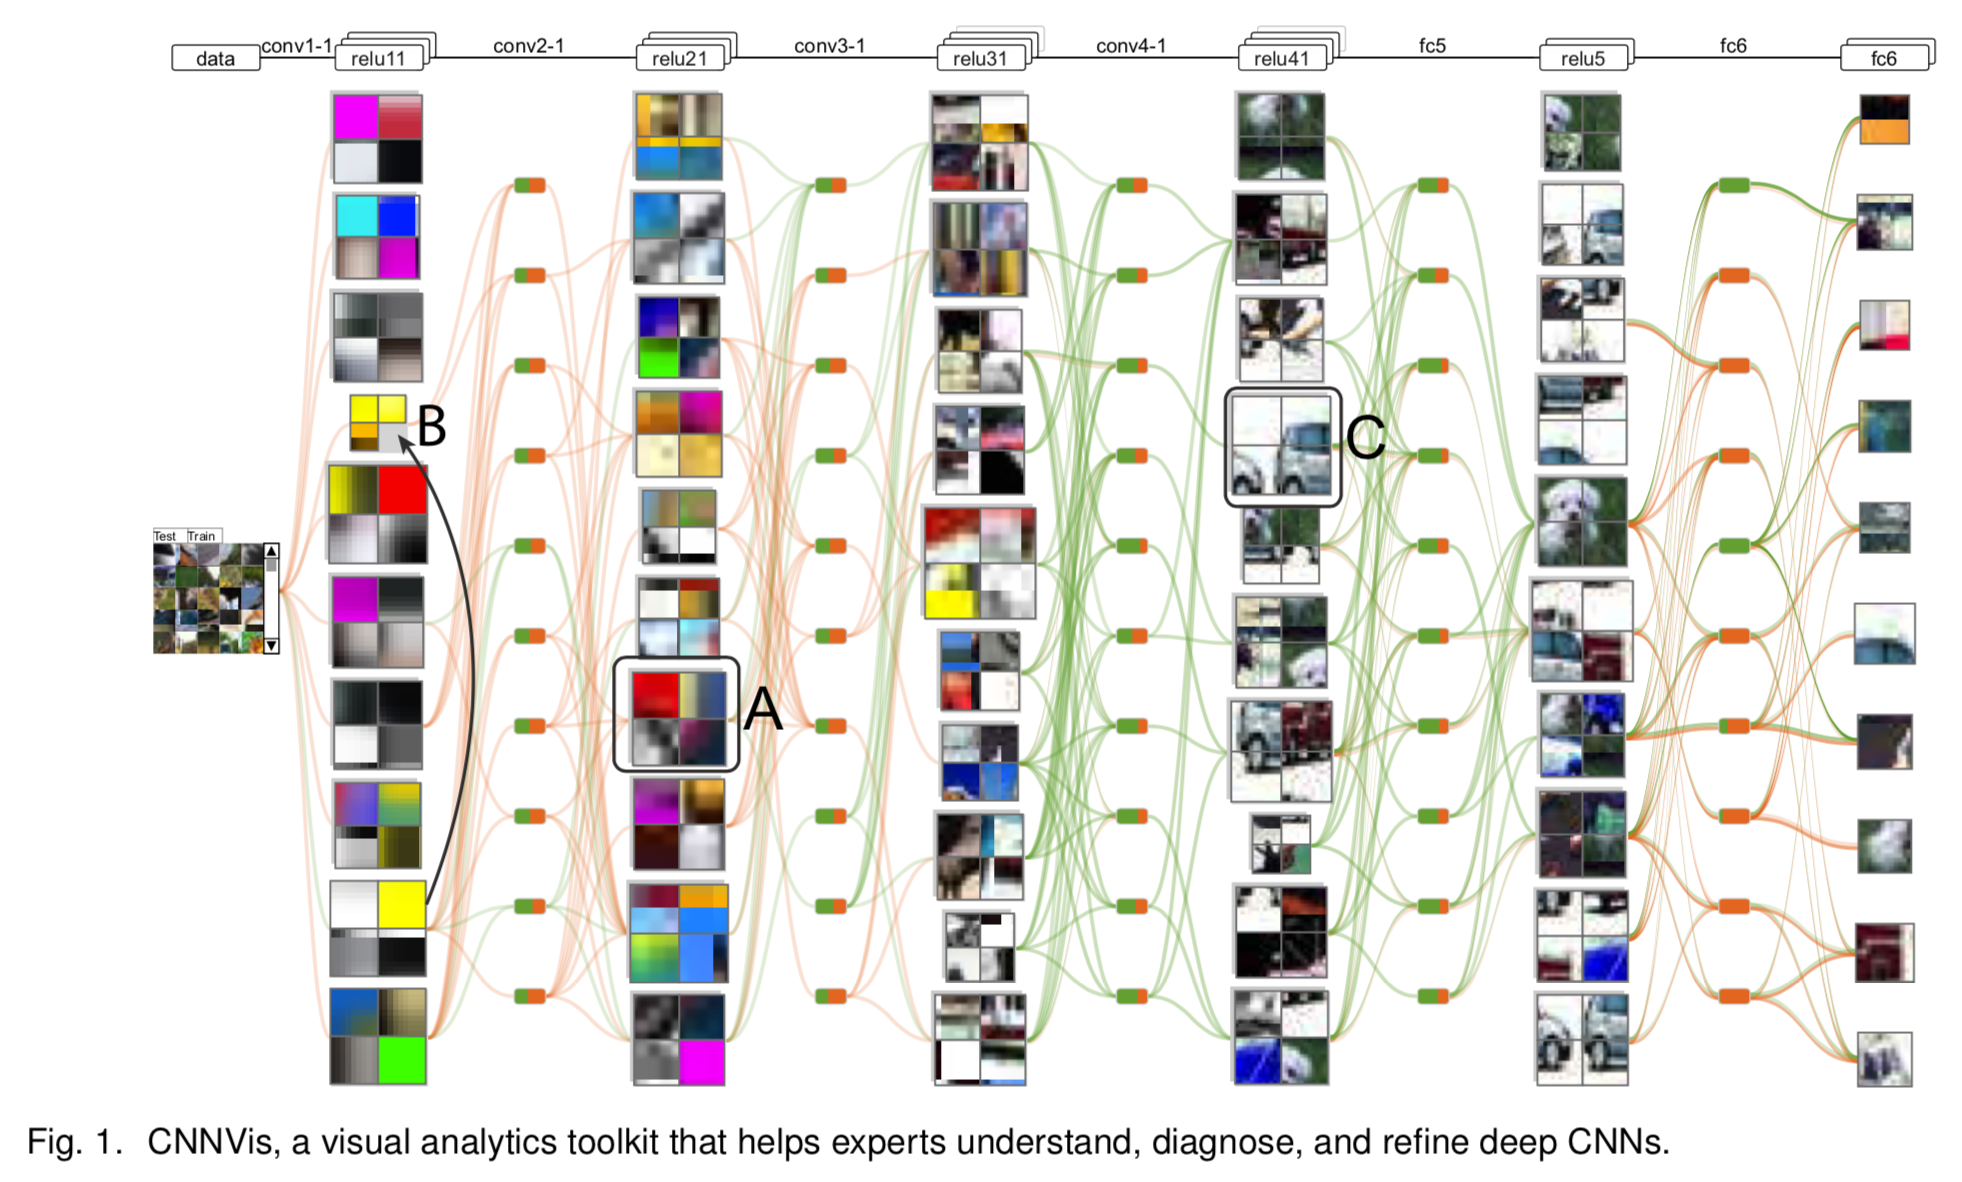 data conv1-1 relu11 conv2-1 relu21 conv3-1 relu31 conv4-1 relu41 fc5 relu5 fc6 fc6
B
C
Test Train
A
Fig. 1. CNNVis, a visual analytics toolkit that helps experts understand, diagnose, and refine deep CNNs.